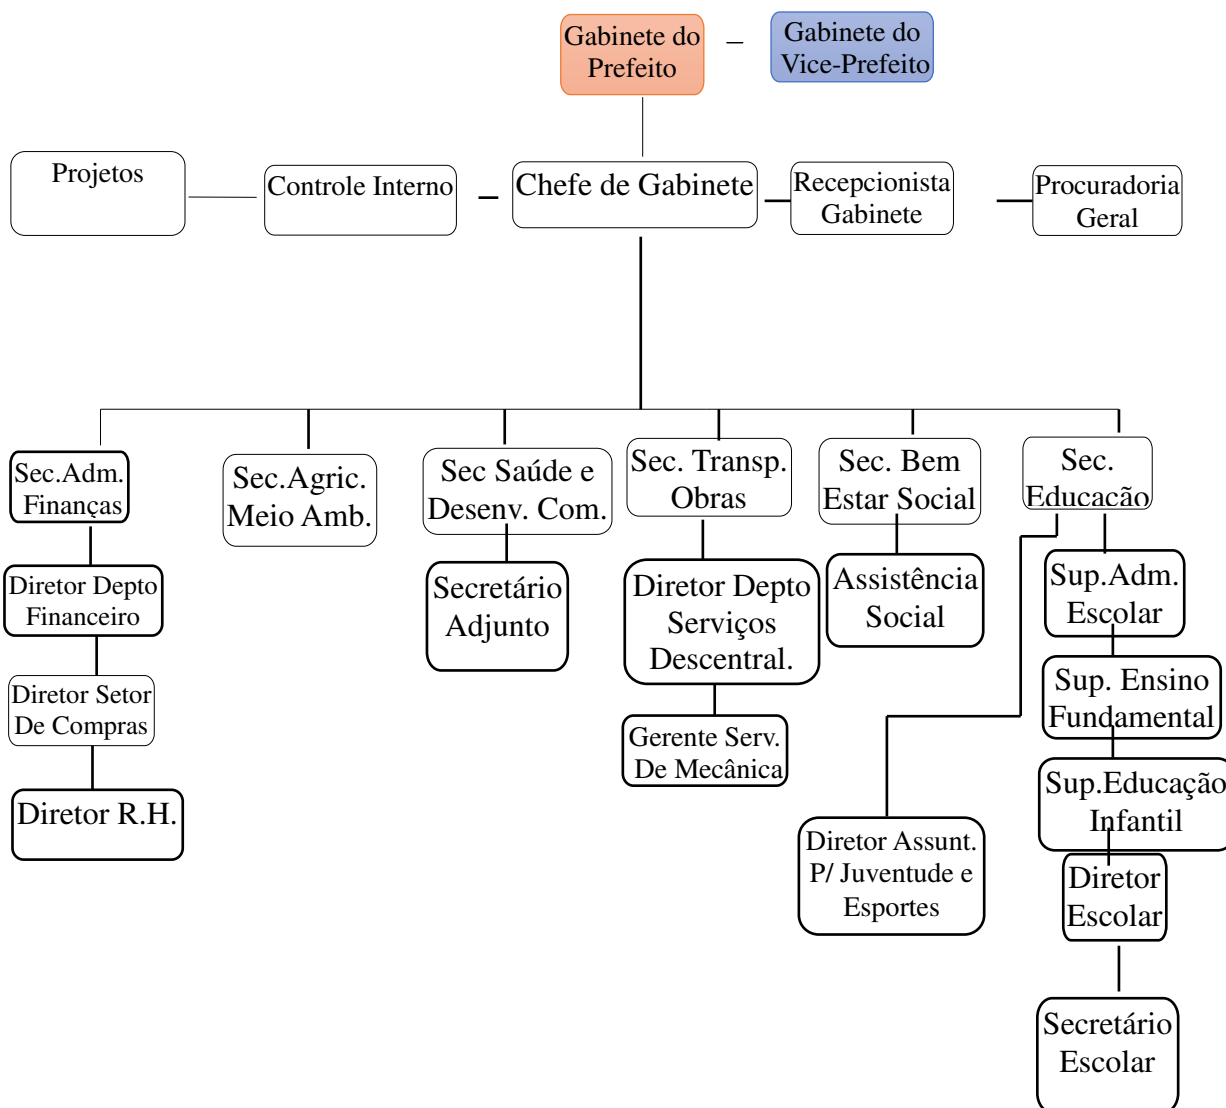 Gabinete do
Prefeito
–
Gabinete do
Vice-Prefeito
Projetos
Controle Interno
Chefe de Gabinete
Recepcionista
Gabinete
Procuradoria
Geral
Sec.Adm.
Finanças
Sec.Agric.
Meio Amb.
Sec Saúde e
Desenv. Com.
Sec. Transp.
Obras
Sec. Bem
Estar Social
Sec.
Educação
Diretor Depto
Financeiro
Secretário
Adjunto
Diretor Depto
Serviços
Descentral.
Assistência
Social
Sup.Adm.
Escolar
Diretor Setor
De Compras
Gerente Serv.
De Mecânica
Sup. Ensino
Fundamental
Diretor R.H.
Sup.Educação
Infantil
Diretor Assunt.
P/ Juventude e
Esportes
Diretor
Escolar
Secretário
Escolar